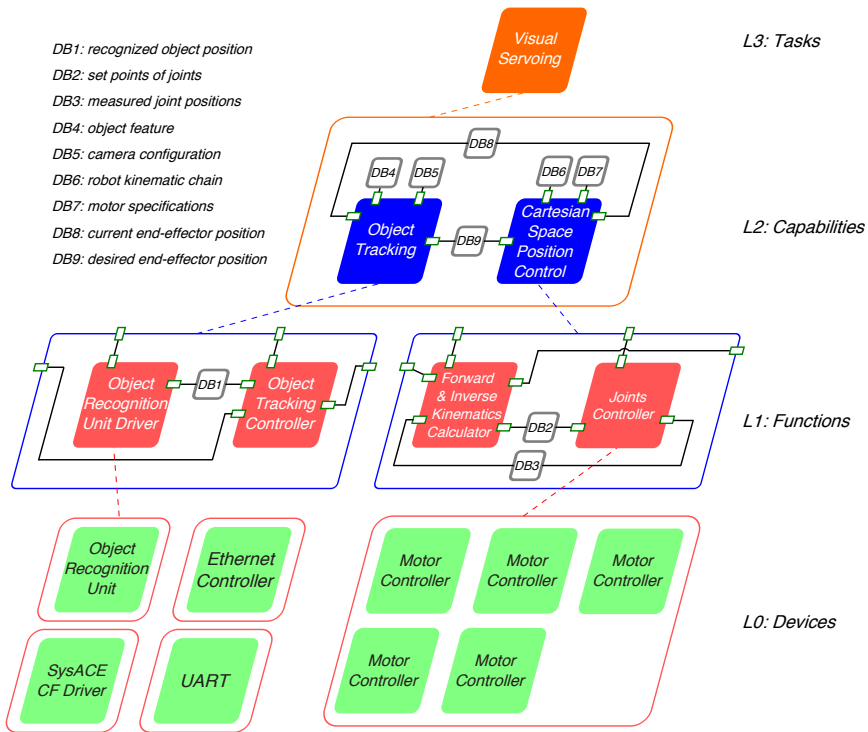 Visual
Servoing
L3: Tasks
DB1: recognized object position
DB2: set points of joints
DB3: measured joint positions
DB4: object feature
DB5: camera configuration
DB6: robot kinematic chain
DB7: motor specifications
DB8: current end-effector position
DB9: desired end-effector position
DB8
DB4
DB5
DB6
DB7
Object
Tracking
DB9
Cartesian
Space
Position
Control
L2: Capabilities
Object
Recognition
Unit Driver
DB1
Object
Tracking
Controller
Forward
& Inverse
Kinematics
Calculator
DB2
DB3
Joints
Controller
L1: Functions
Object
Recognition
Unit
Ethernet
Controller
SysACE
CF Driver
UART
Motor
Controller
Motor
Controller
Motor
Controller
Motor
Controller
Motor
Controller
L0: Devices